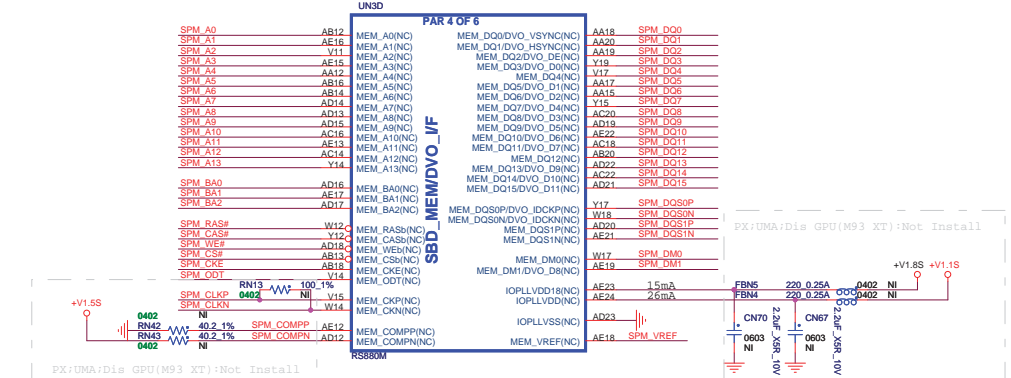 UN3D
PAR 4 OF 6
SPM_A0 AB12 MEM_A0(NC) MEM_DQ0/DVO_VSYNC(NC) AA18 SPM_DQ0
SPM_A1 AE16 MEM_A1(NC) MEM_DQ1/DVO_HSYNC(NC) AA20 SPM_DQ1
SPM_A2 V11 MEM_A2(NC) MEM_DQ2/DVO_DE(NC) AA19 SPM_DQ2
SPM_A3 AE15 MEM_A3(NC) MEM_DQ3/DVO_D0(NC) Y19 SPM_DQ3
SPM_A4 AA12 MEM_A4(NC) MEM_DQ4(NC) V17 SPM_DQ4
SPM_A5 AB16 MEM_A5(NC) MEM_DQ5/DVO_D1(NC) AA17 SPM_DQ5
SPM_A6 AB14 MEM_A6(NC) MEM_DQ6/DVO_D2(NC) AA15 SPM_DQ6
SPM_A7 AD14 MEM_A7(NC) MEM_DQ7/DVO_D4(NC) Y15 SPM_DQ7
SPM_A8 AD13 MEM_A8(NC) MEM_DQ8/DVO_D3(NC) AC20 SPM_DQ8
SPM_A9 AD15 MEM_A9(NC) MEM_DQ9/DVO_D5(NC) AD19 SPM_DQ9
SPM_A10 AC16 MEM_A10(NC) MEM_DQ10/DVO_D6(NC) AE22 SPM_DQ10
SPM_A11 AE13 MEM_A11(NC) MEM_DQ11/DVO_D7(NC) AC18 SPM_DQ11
SPM_A12 AC14 MEM_A12(NC) MEM_DQ12(NC) AB20 SPM_DQ12
SPM_A13 Y14 MEM_A13(NC) MEM_DQ13/DVO_D9(NC) AD22 SPM_DQ13
MEM_DQ14/DVO_D10(NC) AC22 SPM_DQ14
SPM_BA0 AD16 MEM_BA0(NC) MEM_DQ15/DVO_D11(NC) AD21 SPM_DQ15
SPM_BA1 AE17 MEM_BA1(NC)
SPM_BA2 AD17 MEM_BA2(NC) MEM_DQS0P/DVO_IDCKP(NC) Y17 SPM_DQS0P
MEM_DQS0N/DVO_IDCKN(NC) W18 SPM_DQS0N
SPM_RAS# W12 MEM_RASb(NC) MEM_DQS1P(NC) AD20 SPM_DQS1P
SPM_CAS# Y12 MEM_CASb(NC) MEM_DQS1N(NC) AE21 SPM_DQS1N
SPM_WE# AD18 MEM_WEb(NC)
SPM_CS# AB13 MEM_CSb(NC) MEM_DM0(NC) W17 SPM_DM0
SPM_CKE AB18 MEM_CKE(NC) MEM_DM1/DVO_D8(NC) AE19 SPM_DM1
SPM_ODT V14 MEM_ODT(NC)
SBD_MEM/DVO_I/F
PX;UMA;Dis GPU(M93 XT):Not Install
+V1.8S +V1.1S
RN13 100_1%
0402 NI
IOPLLVDD18(NC) AE23 15mA FBN5 220_0.25A 0402 NI
SPM_CLKP V15 MEM_CKP(NC) IOPLLVDD(NC) AE24 26mA FBN4 220_0.25A 0402 NI
SPM_CLKN W14 MEM_CKN(NC)
+V1.5S
IOPLLVSS(NC) AD23
0402 NI
RN42 40.2_1% SPM_COMPP AE12 MEM_COMPP(NC)
RN43 40.2_1% SPM_COMPN AD12 MEM_COMPN(NC) MEM_VREF(NC) AE18 SPM_VREF
0402 NI
CN70 0603 NI 2.2uF_X5R_10V
CN67 0603 NI 2.2uF_X5R_10V
RS880M
PX;UMA;Dis GPU(M93 XT):Not Install